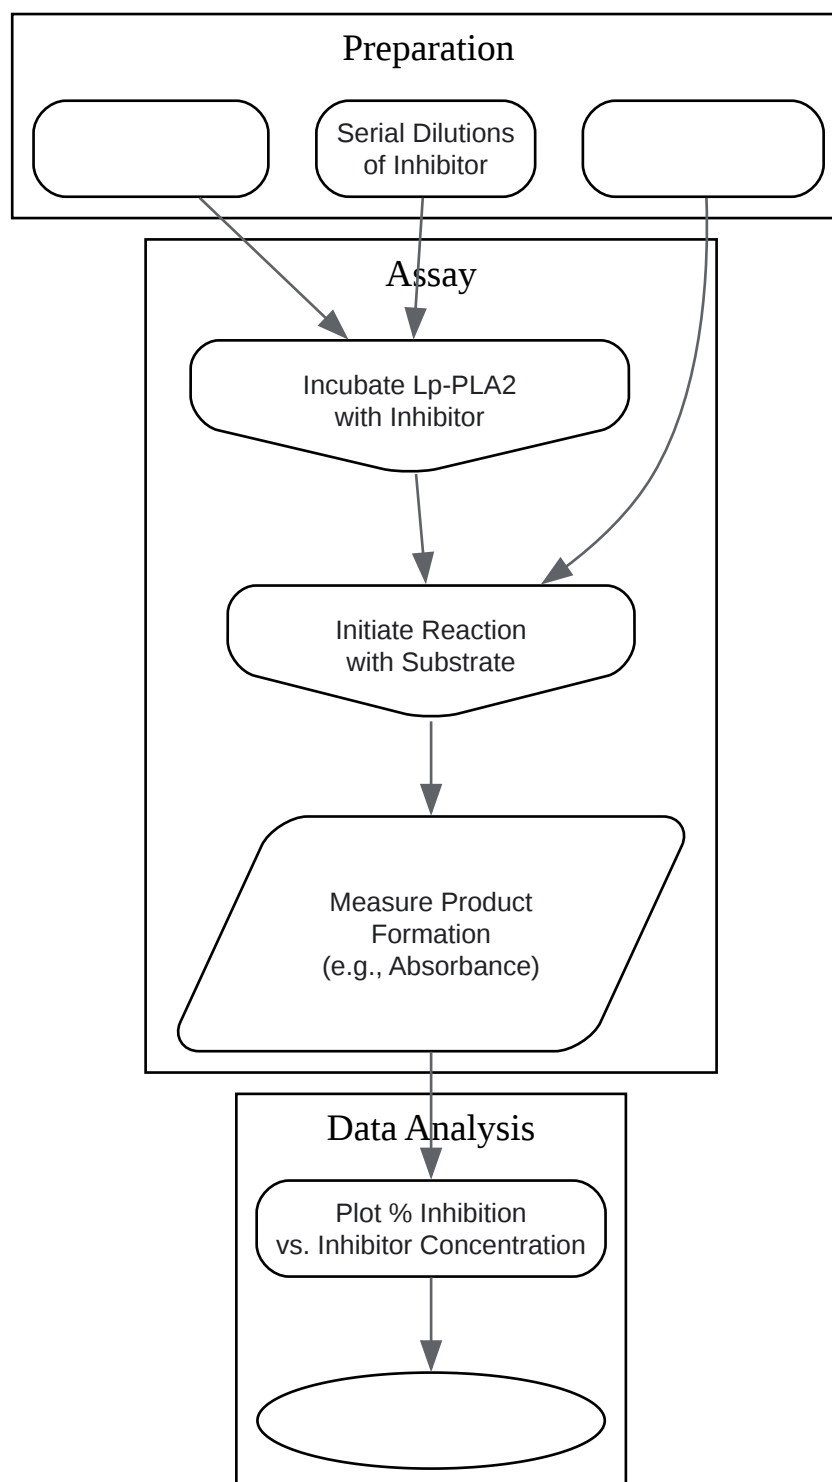 Preparation
Serial Dilutions
of Inhibitor
Assay
Incubate Lp-PLA2
with Inhibitor
Initiate Reaction
with Substrate
Measure Product
Formation
(e.g., Absorbance)
Data Analysis
Plot % Inhibition
vs. Inhibitor Concentration